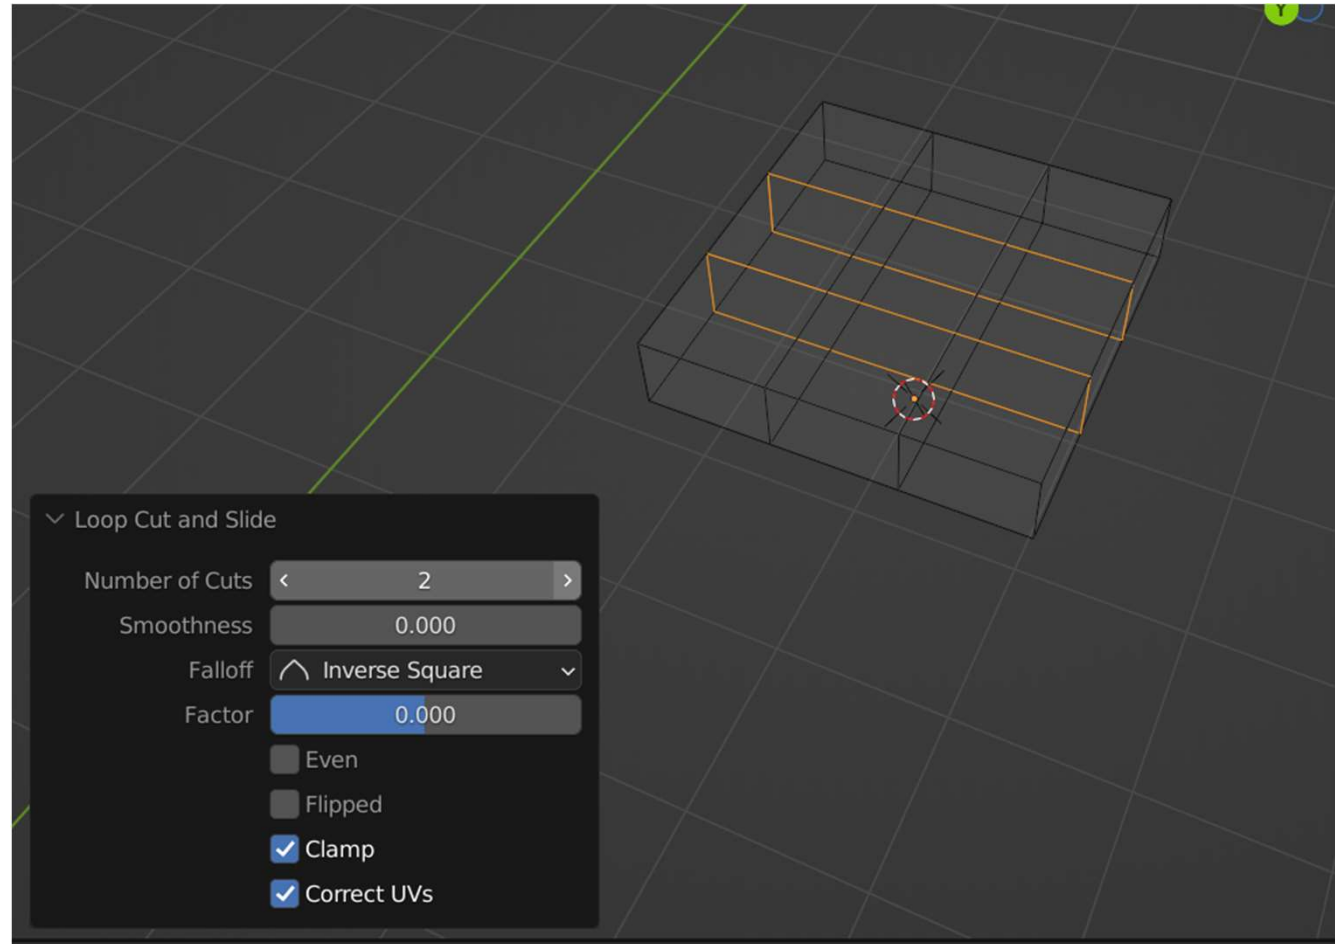 Y
Loop Cut and Slide
Number of Cuts 2
Smoothness 0.000
Falloff Inverse Square
Factor 0.000
Even
Flipped
Clamp
Correct UVs